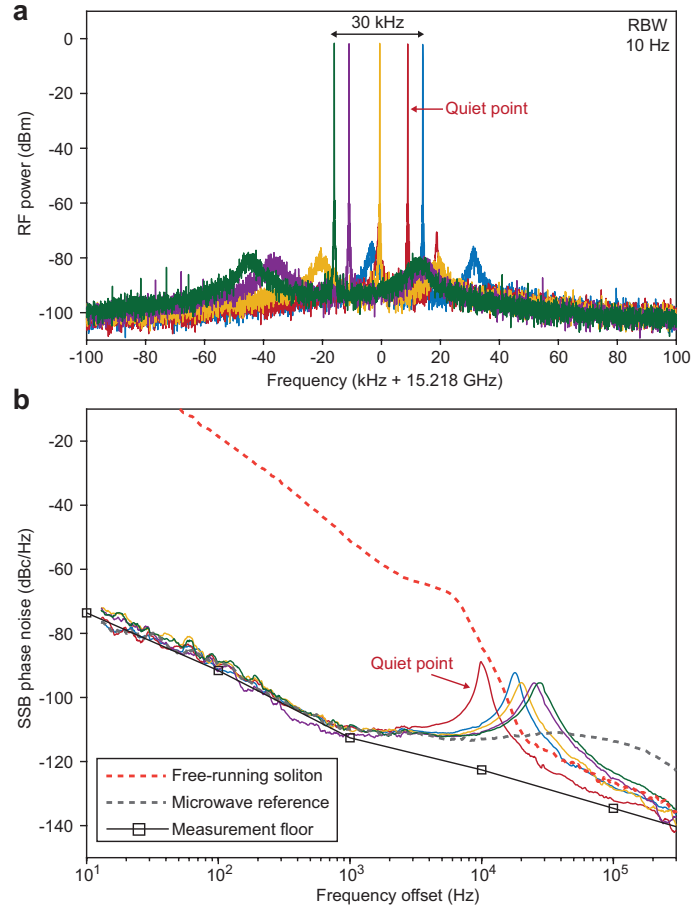 a
30 kHz
RBW
10 Hz
Quiet point
RF power (dBm)
0
-20
-40
-60
-80
-100
-100 -80 -60 -40 -20 0 20 40 60 80 100
Frequency (kHz + 15.218 GHz)
b
SSB phase noise (dBc/Hz)
-20
-40
-60
-80
-100
-120
-140
Quiet point
Free-running soliton
Microwave reference
Measurement floor
10¹ 10² 10³ 10⁴ 10⁵
Frequency offset (Hz)